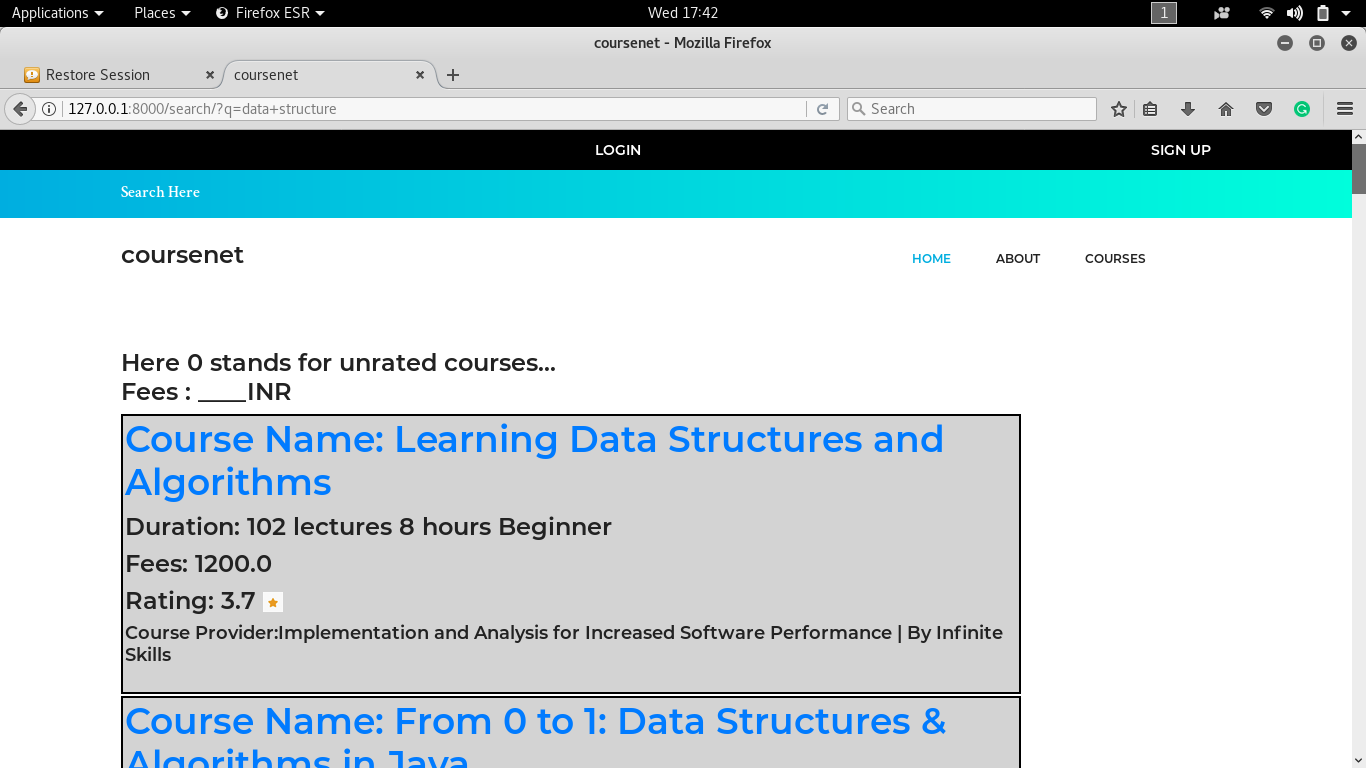 Applications Places Firefox ESR Wed 17:42 1
coursenet - Mozilla Firefox
Restore Session coursenet
127.0.0.1:8000/search/?q=data+structure Search
LOGIN SIGN UP
Search Here
coursenet HOME ABOUT COURSES
Here 0 stands for unrated courses...
Fees : ____INR
Course Name: Learning Data Structures and
Algorithms
Duration: 102 lectures 8 hours Beginner
Fees: 1200.0
Rating: 3.7
Course Provider:Implementation and Analysis for Increased Software Performance | By Infinite
Skills
Course Name: From 0 to 1: Data Structures &
Algorithms in Java